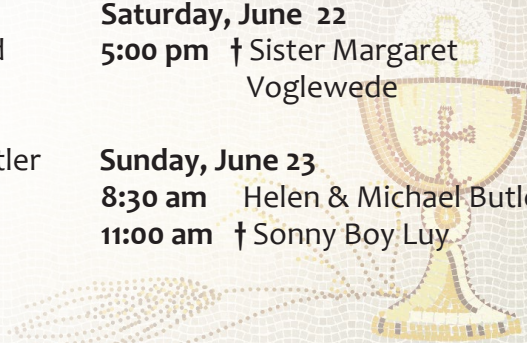 Saturday, June 22
5:00 pm † Sister Margaret
Voglewede
Sunday, June 23
8:30 am Helen & Michael
11:00 am † Sonny Boy Luy